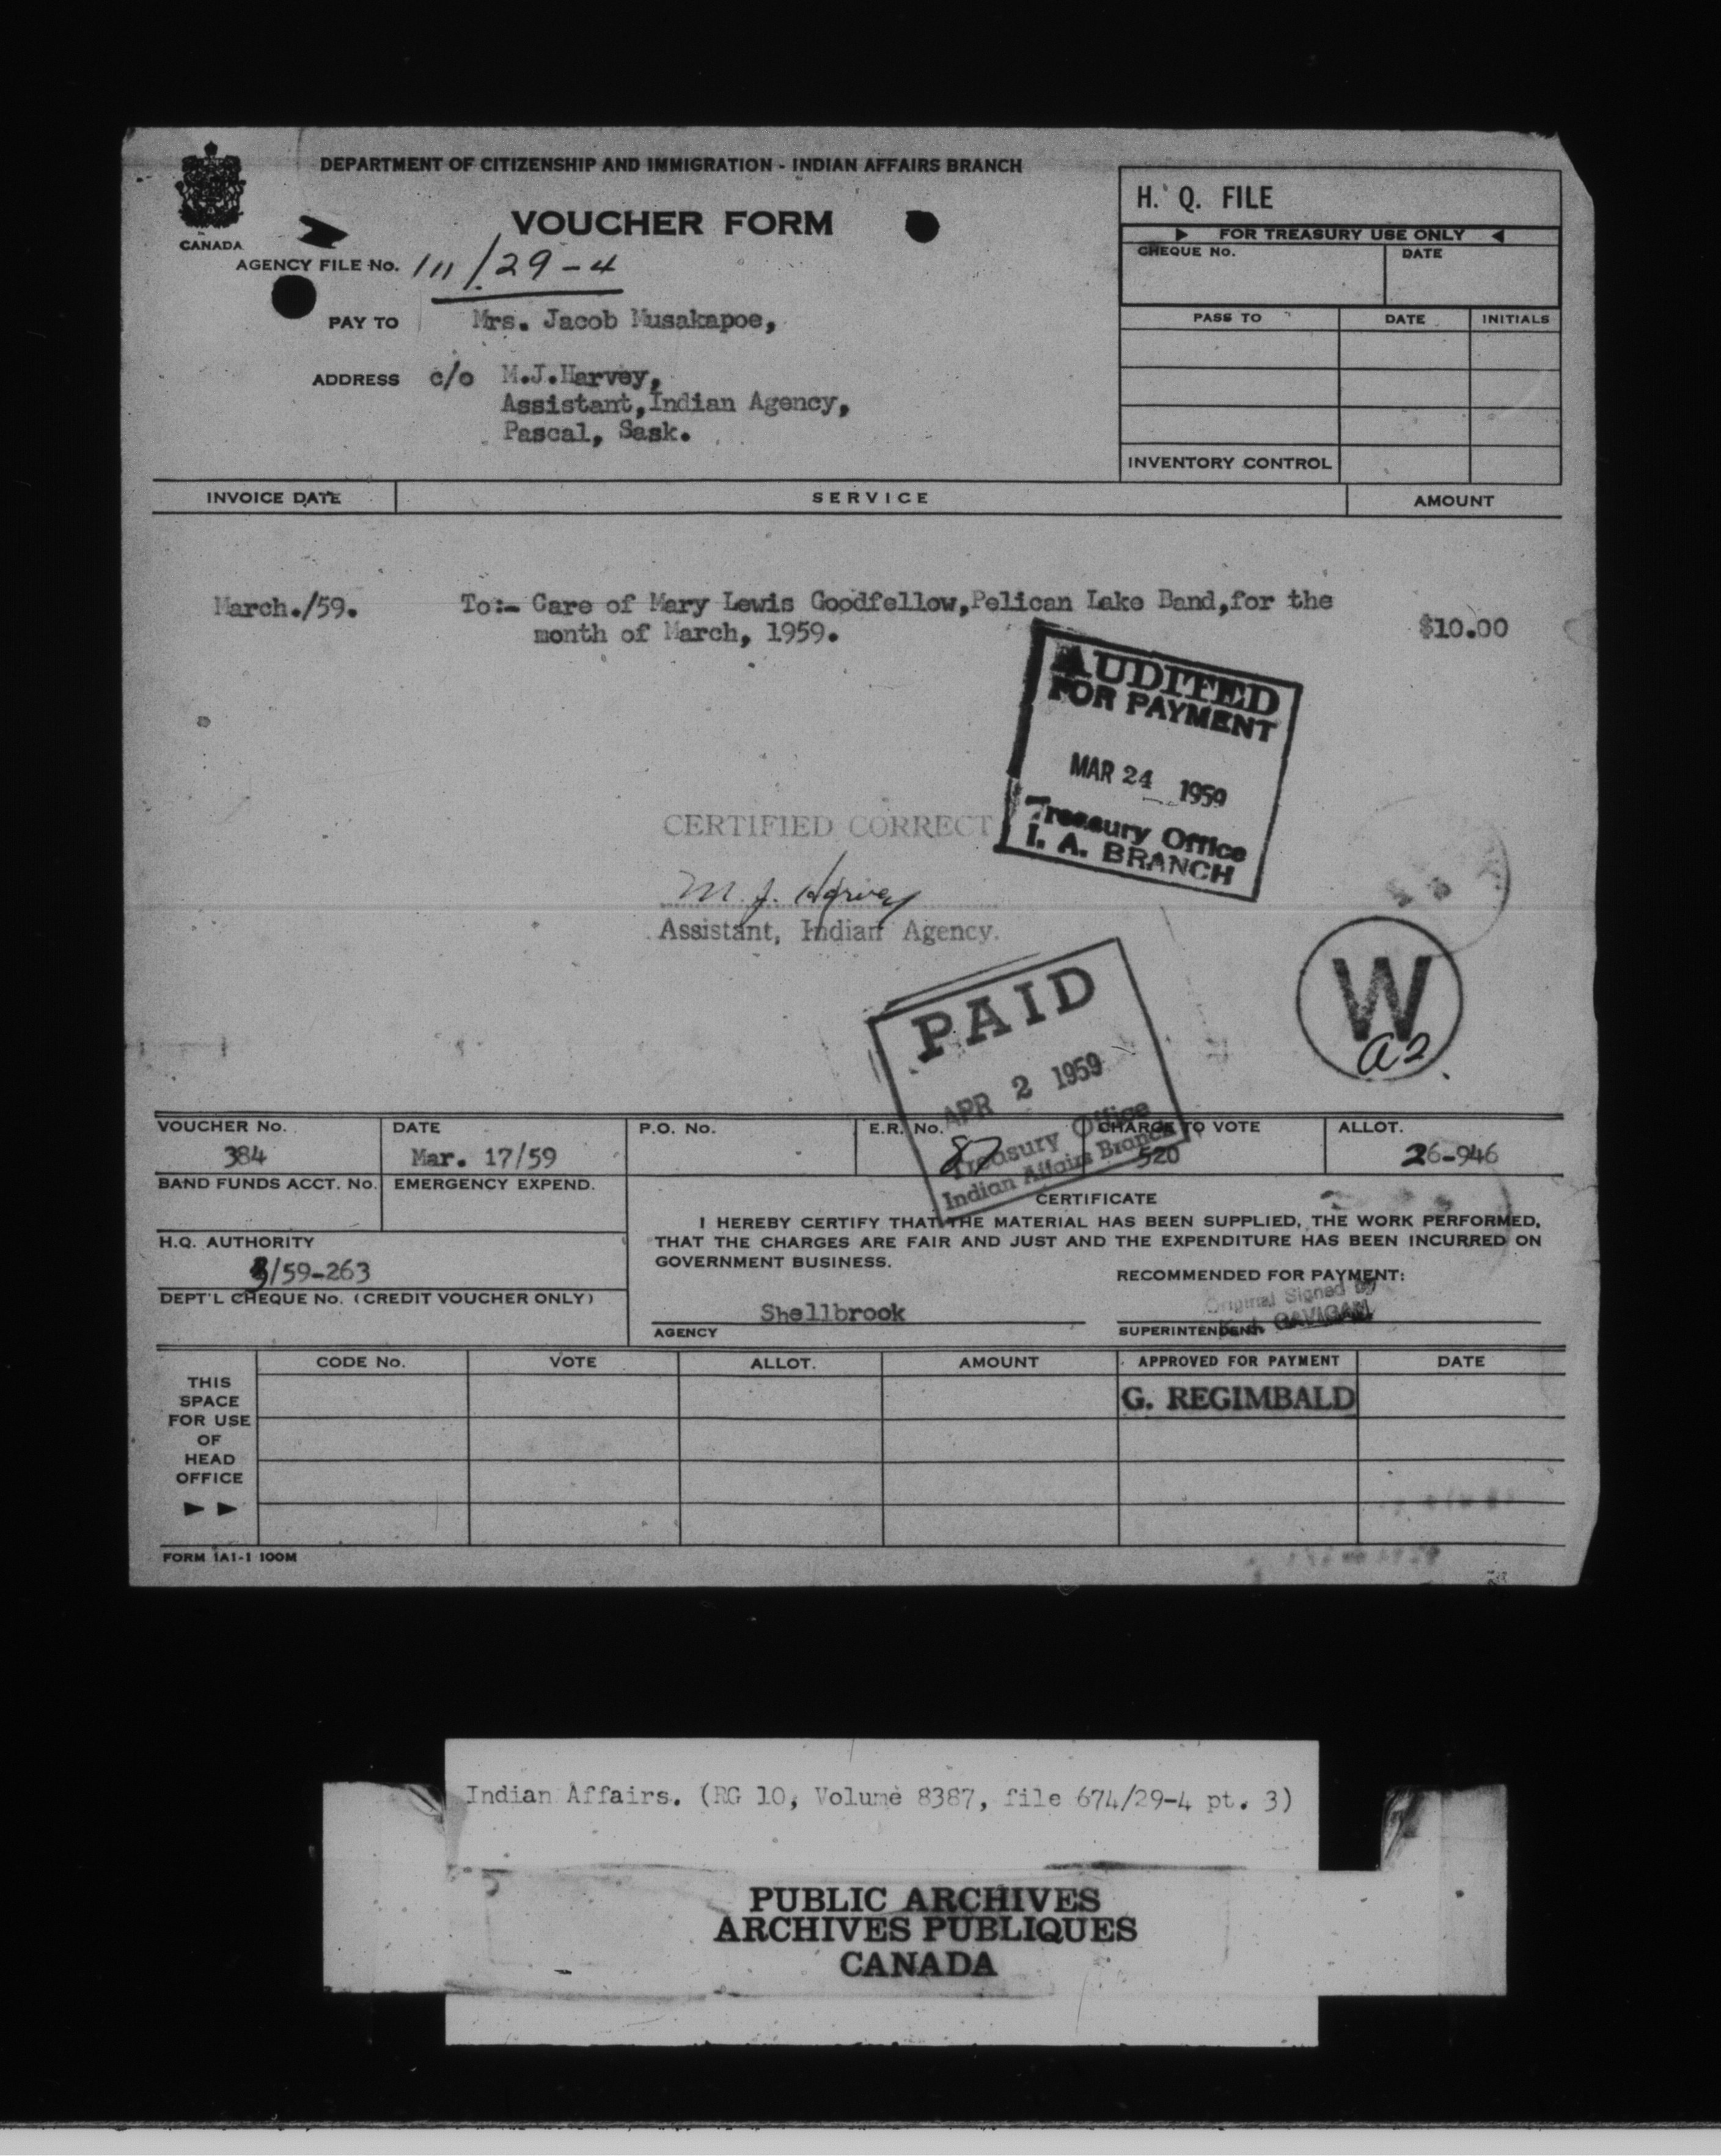 DEPARTMENT OF CITIZENSHIP AND IMMIGRATION - INDIAN AFFAIRS BRANCH
VOUCHER FORM
CANADA
AGENCY FILE No. 111/29-4
PAY TO Mrs. Jacob Musakapoe,
ADDRESS c/o M.J.Harvey,
Assistant,Indian Agency,
Pascal, Sask.
H. Q. FILE
FOR TREASURY USE ONLY
CHEQUE No. DATE
PASS TO DATE INITIALS
INVENTORY CONTROL
INVOICE DATE SERVICE AMOUNT
March./59. To:- Care of Mary Lewis Goodfellow,Pelican Lake Band,for the
month of March, 1959. $10.00
AUDITED
FOR PAYMENT
MAR 24 1959
Treasury Office
I. A. BRANCH
CERTIFIED CORRECT
M. J. Harvey
Assistant, Indian Agency.
W
a2
PAID
APR 2 1959
Treasury Office
Indian Affairs Branch
VOUCHER No. DATE P.O. No. E.R. No. CHARGE TO VOTE ALLOT.
384 Mar. 17/59 87 520 26-946
BAND FUNDS ACCT. No. EMERGENCY EXPEND.
H.Q. AUTHORITY
3/59-263
DEPT'L CHEQUE No. (CREDIT VOUCHER ONLY)
CERTIFICATE
I HEREBY CERTIFY THAT THE MATERIAL HAS BEEN SUPPLIED, THE WORK PERFORMED,
THAT THE CHARGES ARE FAIR AND JUST AND THE EXPENDITURE HAS BEEN INCURRED ON
GOVERNMENT BUSINESS.
RECOMMENDED FOR PAYMENT:
Original Signed by
GAVIGAN
Shellbrook
AGENCY SUPERINTENDENT
CODE No. VOTE ALLOT. AMOUNT APPROVED FOR PAYMENT DATE
G. REGIMBALD
THIS
SPACE
FOR USE
OF
HEAD
OFFICE
FORM IA1-1 100M
Indian Affairs. (RG 10, Volume 8387, file 674/29-4 pt. 3)
PUBLIC ARCHIVES
ARCHIVES PUBLIQUES
CANADA